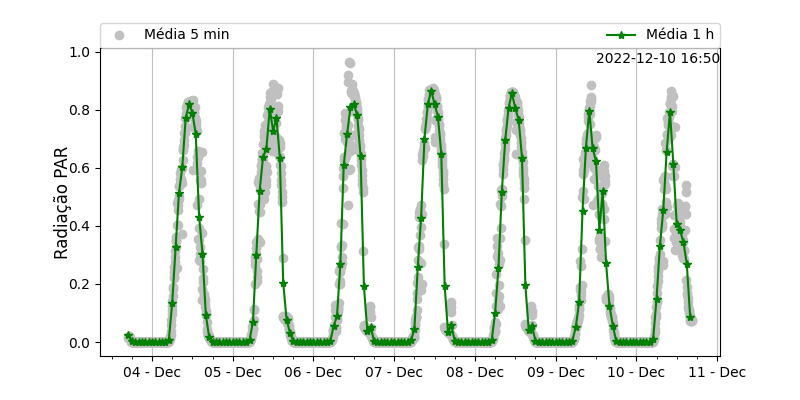 Média 5 min
Média 1 h
2022-12-10 16:50
Radiação PAR
1.0
0.8
0.6
0.4
0.2
0.0
04 - Dec
05 - Dec
06 - Dec
07 - Dec
08 - Dec
09 - Dec
10 - Dec
11 - Dec